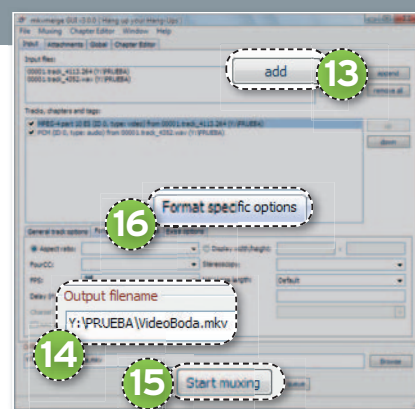 mkvmerge GUI v3.0.0 ( Hang up your Hang-Ups )
File Muxing Chapter Editor Window Help
Input Attachments Global Chapter Editor
Input files:
00001.track_4113.264 (Y:\PRUEBA)
00001.track_4352.wav (Y:\PRUEBA)
add
13
append
remove all
Tracks, chapters and tags:
MPEG-4 part 10 ES (ID 0, type: video) from 00001.track_4113.264 (Y:\PRUEBA)
PCM (ID 0, type: audio) from 00001.track_4352.wav (Y:\PRUEBA)
up
down
16
Format specific options
General track options
Extra options
Aspect ratio:
Display width/height:
FourCC:
Stereoscopy:
FPS:
Default
Delay
Output filename
Y:\PRUEBA\VideoBoda.mkv
14
Browse
15
Start muxing